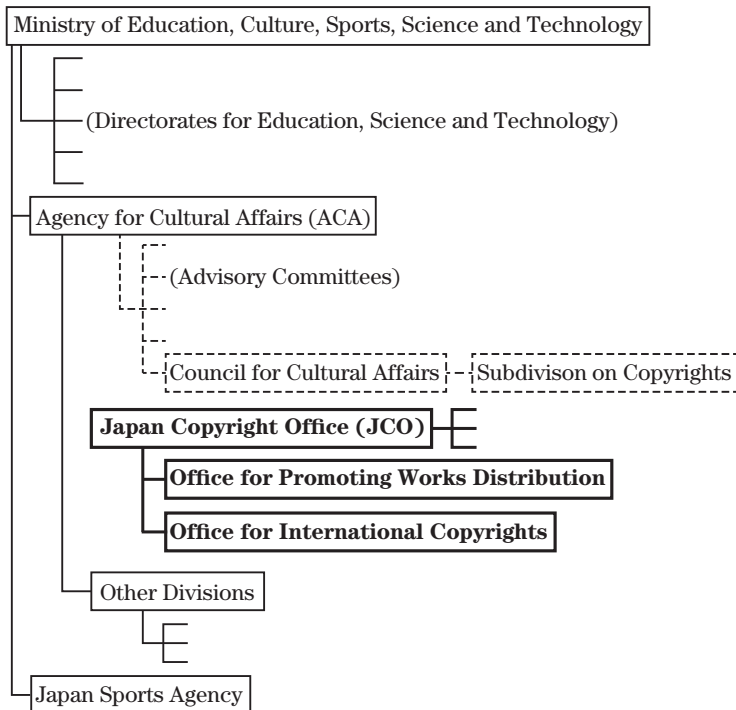 Ministry of Education, Culture, Sports, Science and Technology
(Directorates for Education, Science and Technology)
Agency for Cultural Affairs (ACA)
(Advisory Committees)
Council for Cultural Affairs
Subdivison on Copyrights
Japan Copyright Office (JCO)
Office for Promoting Works Distribution
Office for International Copyrights
Other Divisions
Japan Sports Agency